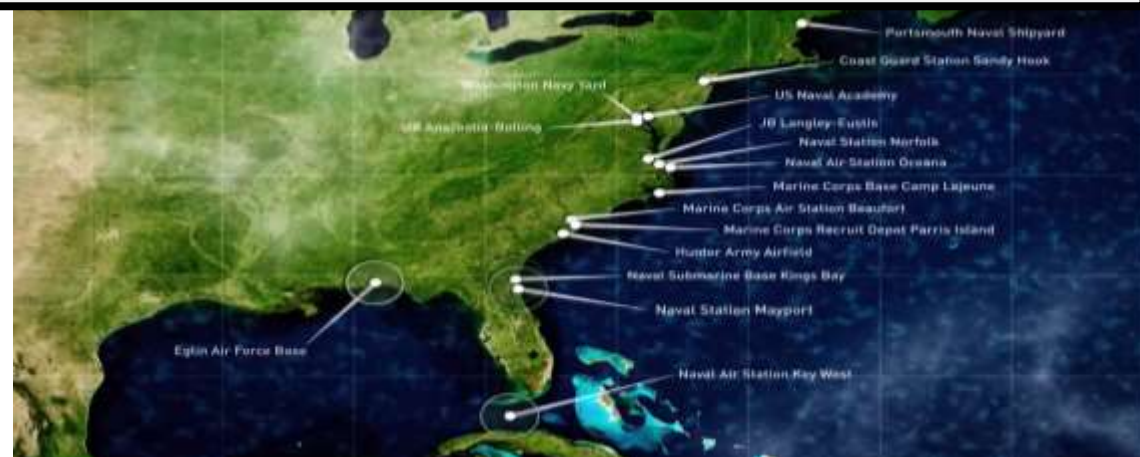 Portsmouth Naval Shipyard
Coast Guard Station Sandy Hook
Washington Navy Yard
US Naval Academy
JB Anacostia-Bolling
JB Langley-Eustis
Naval Station Norfolk
Naval Air Station Oceana
Marine Corps Base Camp Lejeune
Marine Corps Air Station Beaufort
Marine Corps Recruit Depot Parris Island
Hunter Army Airfield
Naval Submarine Base Kings Bay
Naval Station Mayport
Eglin Air Force Base
Naval Air Station Key West